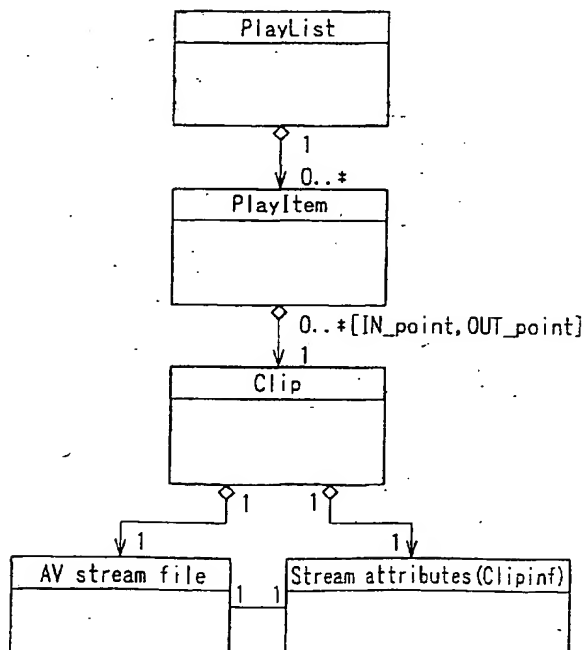 PlayList
1
0..*
PlayItem
0..*[IN_point,OUT_point]
1
Clip
1 1
1 1
AV stream file Stream attributes(Clipinf)
1 1